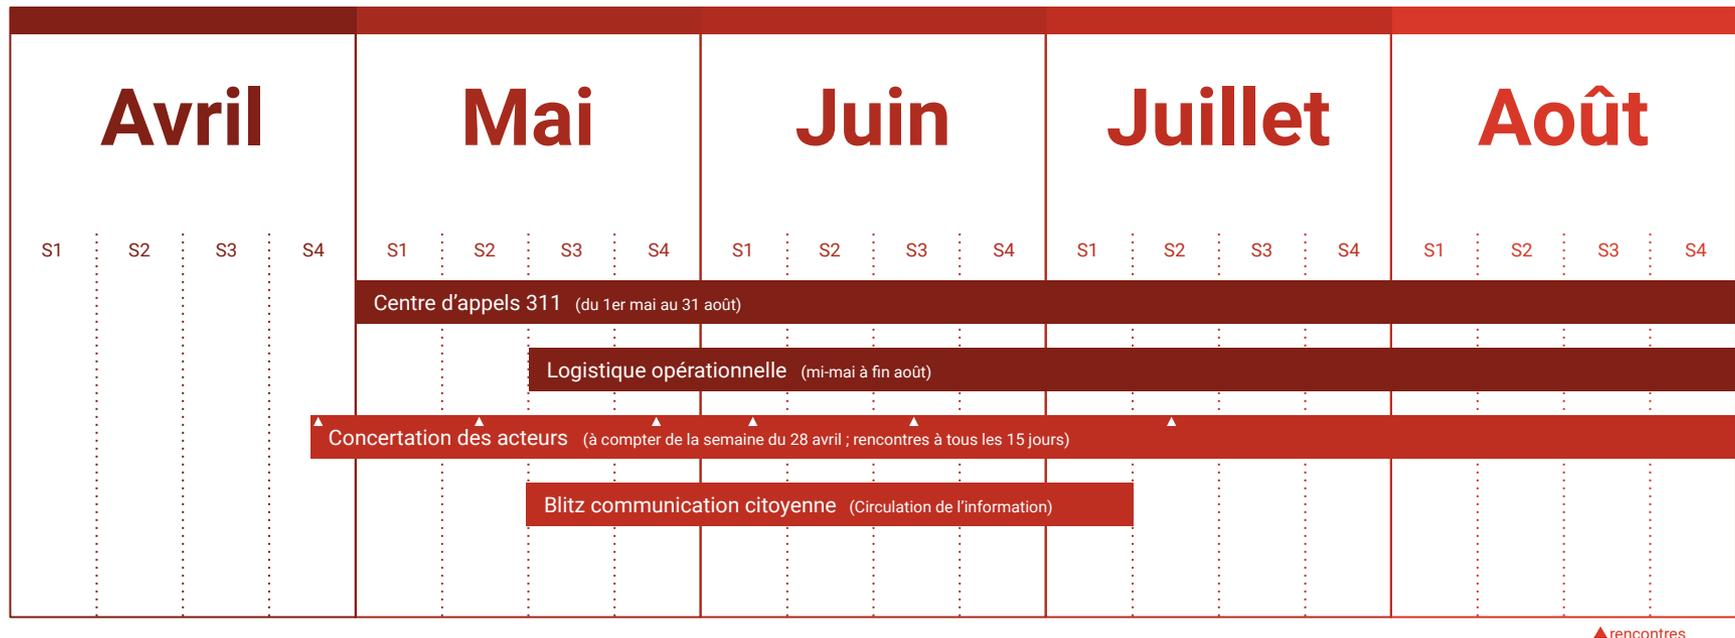 Avril Mai Juin Juillet Août
S1 S2 S3 S4 S1 S2 S3 S4 S1 S2 S3 S4 S1 S2 S3 S4 S1 S2 S3 S4
Centre d’appels 311 (du 1er mai au 31 août)
Logistique opérationnelle (mi-mai à fin août)
Concertation des acteurs (à compter de la semaine du 28 avril ; rencontres à tous les 15 jours)
Blitz communication citoyenne (Circulation de l’information)
rencontres